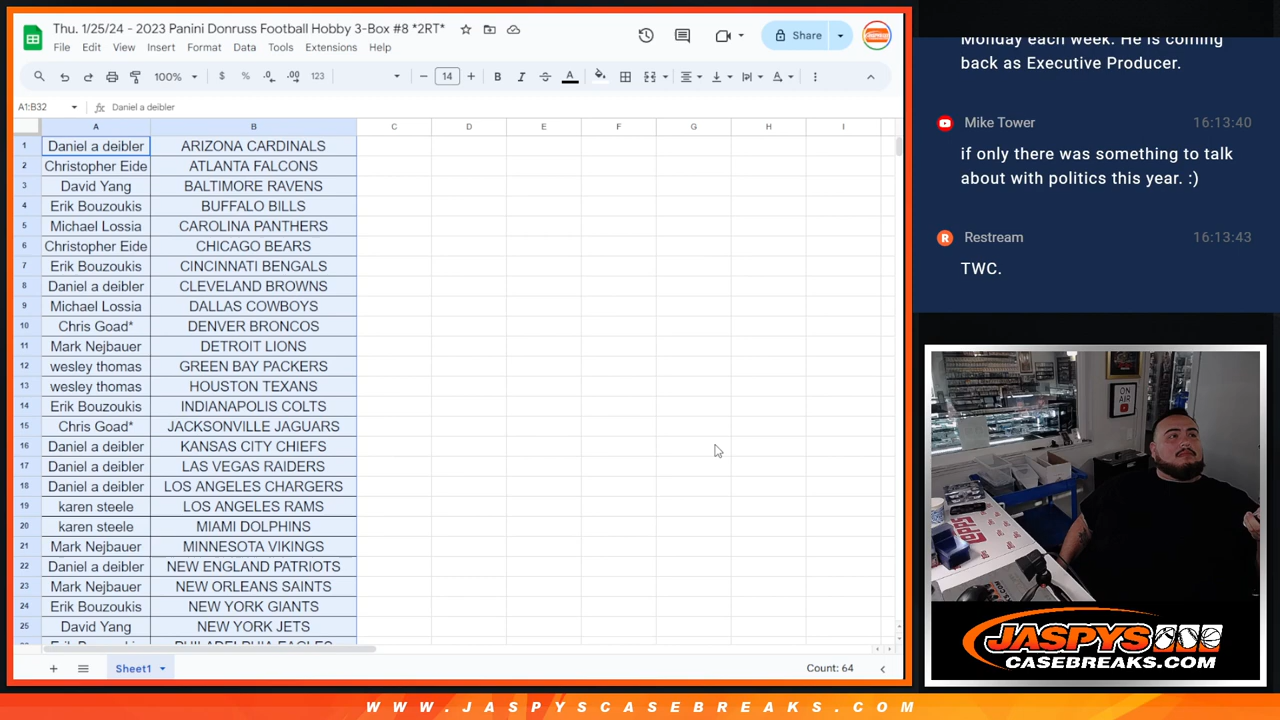 Thu. 1/25/24 - 2023 Panini Donruss Football Hobby 3-Box #8 *2RT*
File Edit View Insert Format Data Tools Extensions Help
Share
100% $ % .0 .00 123 14 B I A
A1:B32 fx Daniel a deibler
A B C D E F G H I
1 Daniel a deibler ARIZONA CARDINALS
2 Christopher Eide ATLANTA FALCONS
3 David Yang BALTIMORE RAVENS
4 Erik Bouzoukis BUFFALO BILLS
5 Michael Lossia CAROLINA PANTHERS
6 Christopher Eide CHICAGO BEARS
7 Erik Bouzoukis CINCINNATI BENGALS
8 Daniel a deibler CLEVELAND BROWNS
9 Michael Lossia DALLAS COWBOYS
10 Chris Goad* DENVER BRONCOS
11 Mark Nejbauer DETROIT LIONS
12 wesley thomas GREEN BAY PACKERS
13 wesley thomas HOUSTON TEXANS
14 Erik Bouzoukis INDIANAPOLIS COLTS
15 Chris Goad* JACKSONVILLE JAGUARS
16 Daniel a deibler KANSAS CITY CHIEFS
17 Daniel a deibler LAS VEGAS RAIDERS
18 Daniel a deibler LOS ANGELES CHARGERS
19 karen steele LOS ANGELES RAMS
20 karen steele MIAMI DOLPHINS
21 Mark Nejbauer MINNESOTA VIKINGS
22 Daniel a deibler NEW ENGLAND PATRIOTS
23 Mark Nejbauer NEW ORLEANS SAINTS
24 Erik Bouzoukis NEW YORK GIANTS
25 David Yang NEW YORK JETS
Erik Bouzoukis PHILADELPHIA EAGLES
Sheet1 Count: 64
Monday each week. He is coming
back as Executive Producer.
Mike Tower 16:13:40
if only there was something to talk
about with politics this year. :)
R Restream 16:13:43
TWC.
ON
AIR
JASPYS
CASEBREAKS.COM
WWW.JASPYSCASEBREAKS.COM